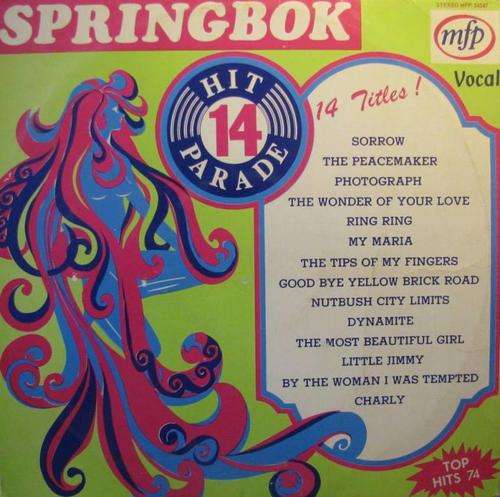 SPRINGBOK
STEREO MFP 54547
mfp
Vocal
HIT
14
PARADE
14 Titles!
SORROW
THE PEACEMAKER
PHOTOGRAPH
THE WONDER OF YOUR LOVE
RING RING
MY MARIA
THE TIPS OF MY FINGERS
GOOD BYE YELLOW BRICK ROAD
NUTBUSH CITY LIMITS
DYNAMITE
THE MOST BEAUTIFUL GIRL
LITTLE JIMMY
BY THE WOMAN I WAS TEMPTED
CHARLY
TOP
HITS 74